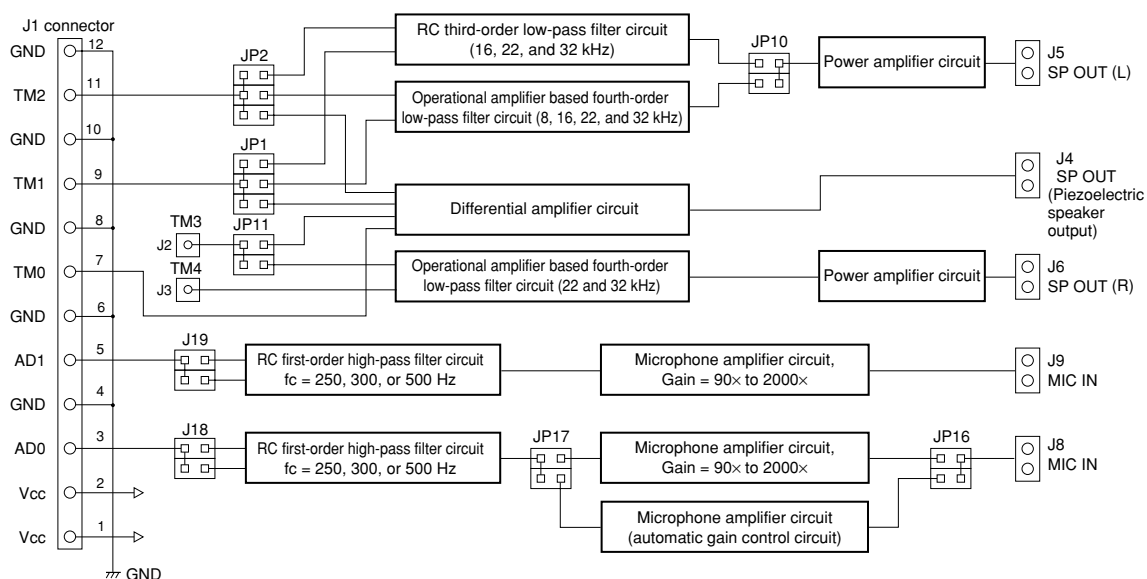 J1 connector
GND
12
TM2
11
GND
10
TM1
9
GND
8
TM0
7
GND
6
AD1
5
GND
4
AD0
3
Vcc
2
Vcc
1
GND
JP2
JP1
TM3
J2
JP11
TM4
J3
RC third-order low-pass filter circuit
(16, 22, and 32 kHz)
Operational amplifier based fourth-order
low-pass filter circuit (8, 16, 22, and 32 kHz)
JP10
Power amplifier circuit
J5
SP OUT (L)
Differential amplifier circuit
J4
SP OUT
(Piezoelectric
speaker
output)
Operational amplifier based fourth-order
low-pass filter circuit (22 and 32 kHz)
Power amplifier circuit
J6
SP OUT (R)
J19
RC first-order high-pass filter circuit
fc = 250, 300, or 500 Hz
Microphone amplifier circuit,
Gain = 90× to 2000×
J9
MIC IN
J18
RC first-order high-pass filter circuit
fc = 250, 300, or 500 Hz
JP17
Microphone amplifier circuit,
Gain = 90× to 2000×
JP16
J8
MIC IN
Microphone amplifier circuit
(automatic gain control circuit)